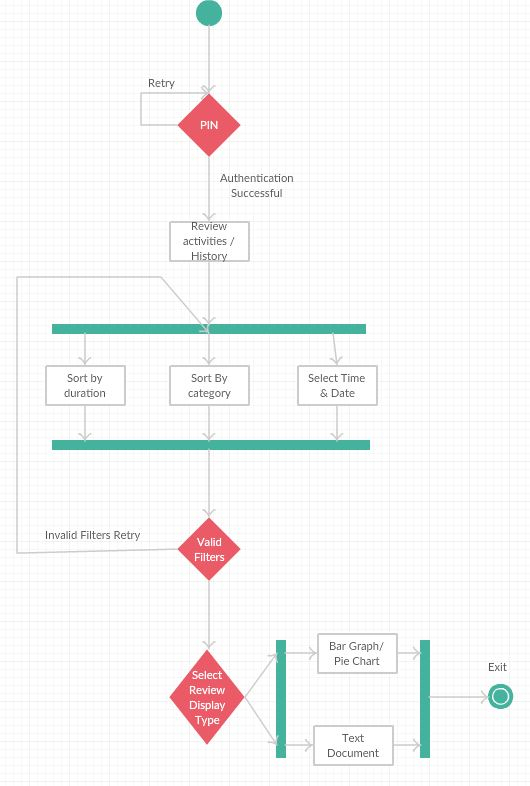 Retry
PIN
Authentication
Successful
Review
activities /
History
Sort by
duration
Sort By
category
Select Time
& Date
Invalid Filters Retry
Valid
Filters
Select
Review
Display
Type
Bar Graph/
Pie Chart
Text
Document
Exit